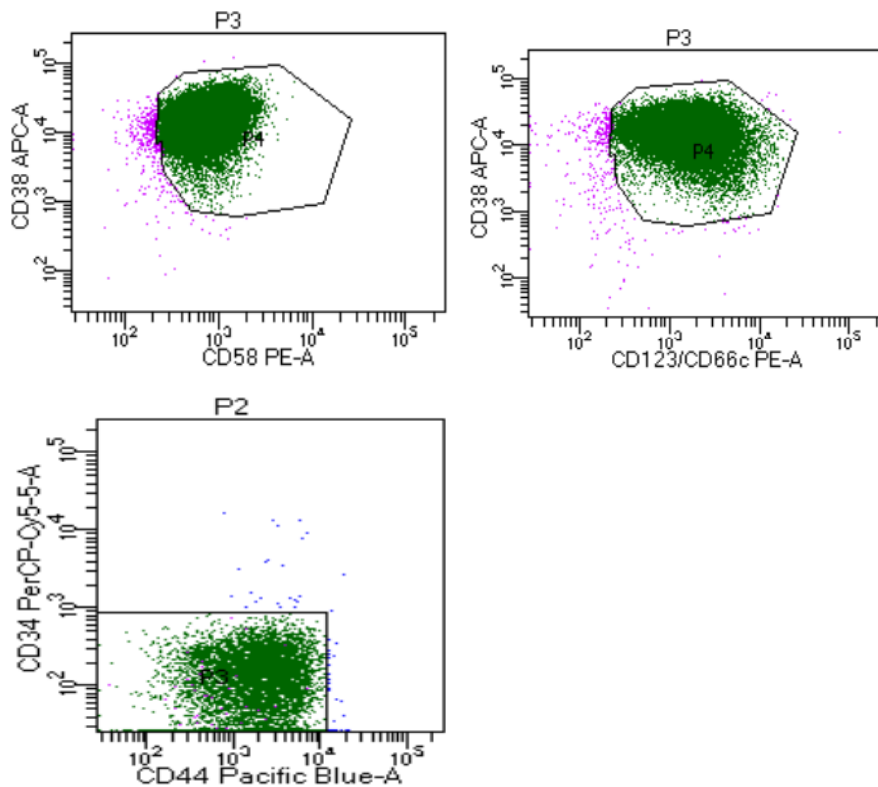 P3
CD38 APC-A
10^5
10^4
10^3
10^2
P4
10^2 10^3 10^4 10^5
CD58 PE-A
P3
CD38 APC-A
10^5
10^4
10^3
10^2
P4
10^2 10^3 10^4 10^5
CD123/CD66c PE-A
P2
CD34 PerCP-Cy5-5-A
10^5
10^4
10^3
10^2
P3
10^2 10^3 10^4 10^5
CD44 Pacific Blue-A